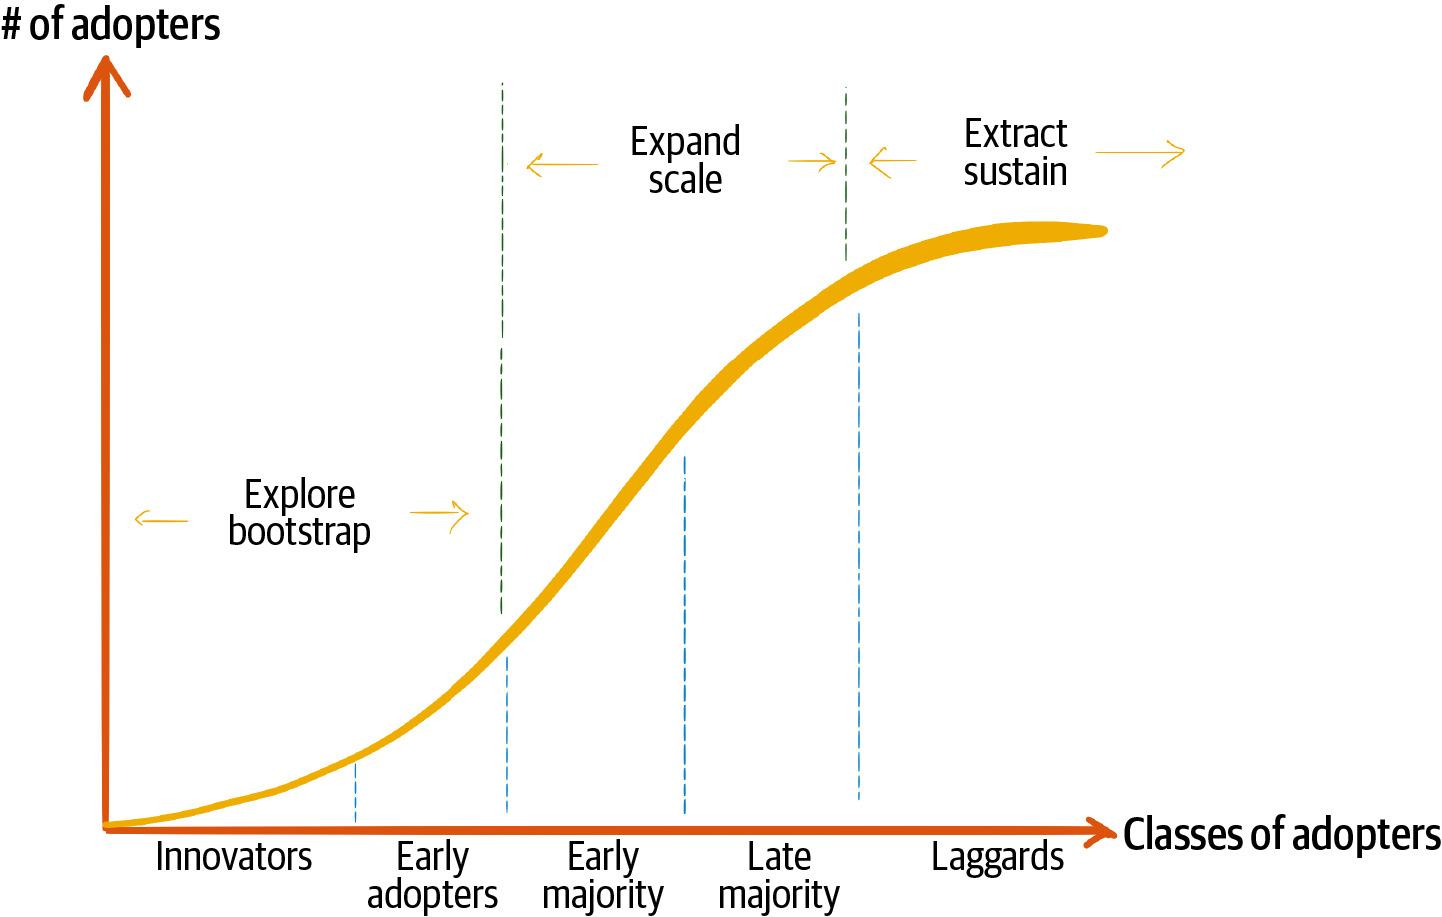 # of adopters
Expand
scale
Extract
sustain
Explore
bootstrap
Innovators
Early
adopters
Early
majority
Late
majority
Laggards
Classes of adopters